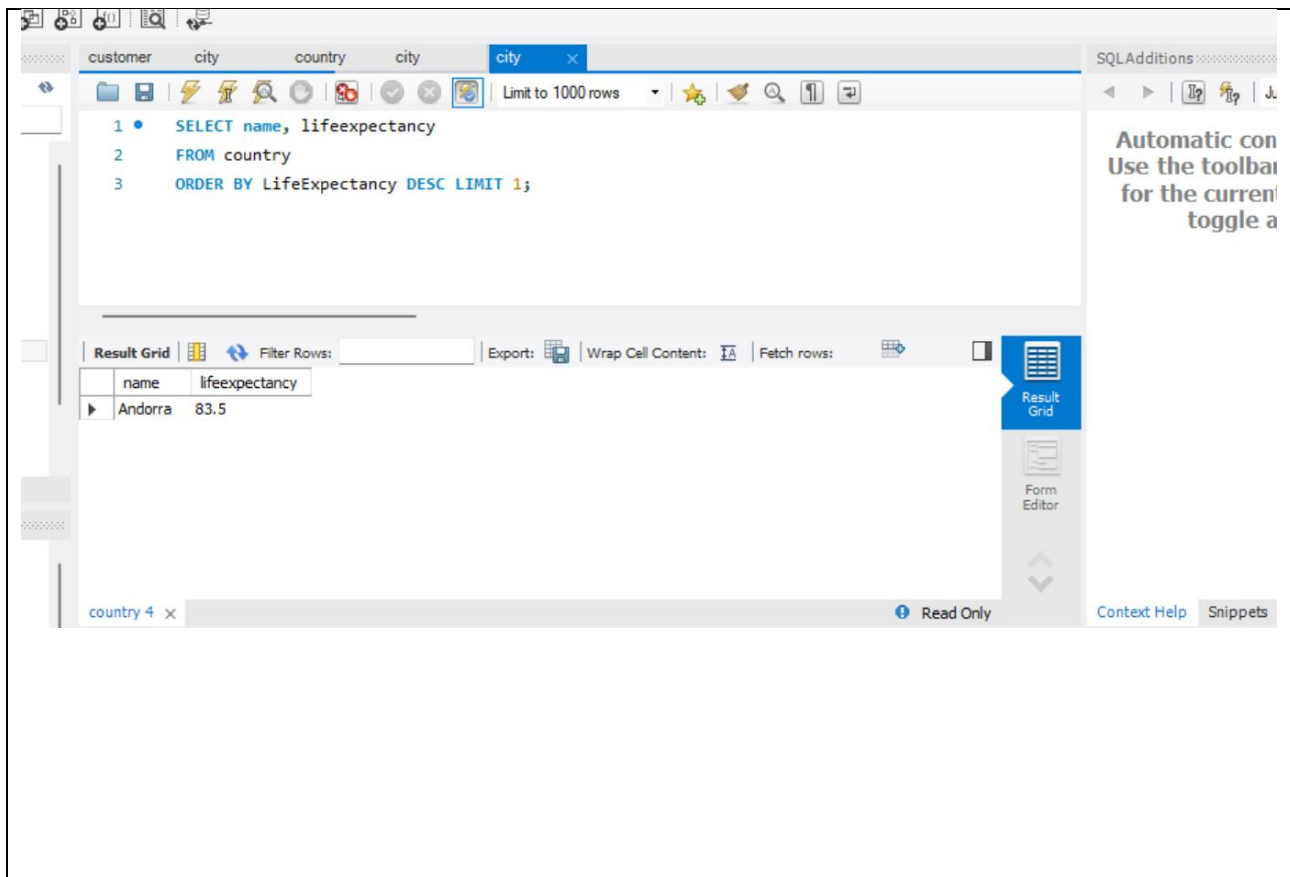 customer city country city city
SQLAdditions
Limit to 1000 rows
1 SELECT name, lifeexpectancy
2 FROM country
3 ORDER BY LifeExpectancy DESC LIMIT 1;
Automatic con
Use the toolbar
for the current
toggle a
Result Grid Filter Rows: Export: Wrap Cell Content: Fetch rows:
name lifeexpectancy
Andorra 83.5
Result
Grid
Form
Editor
country 4 Read Only
Context Help Snippets